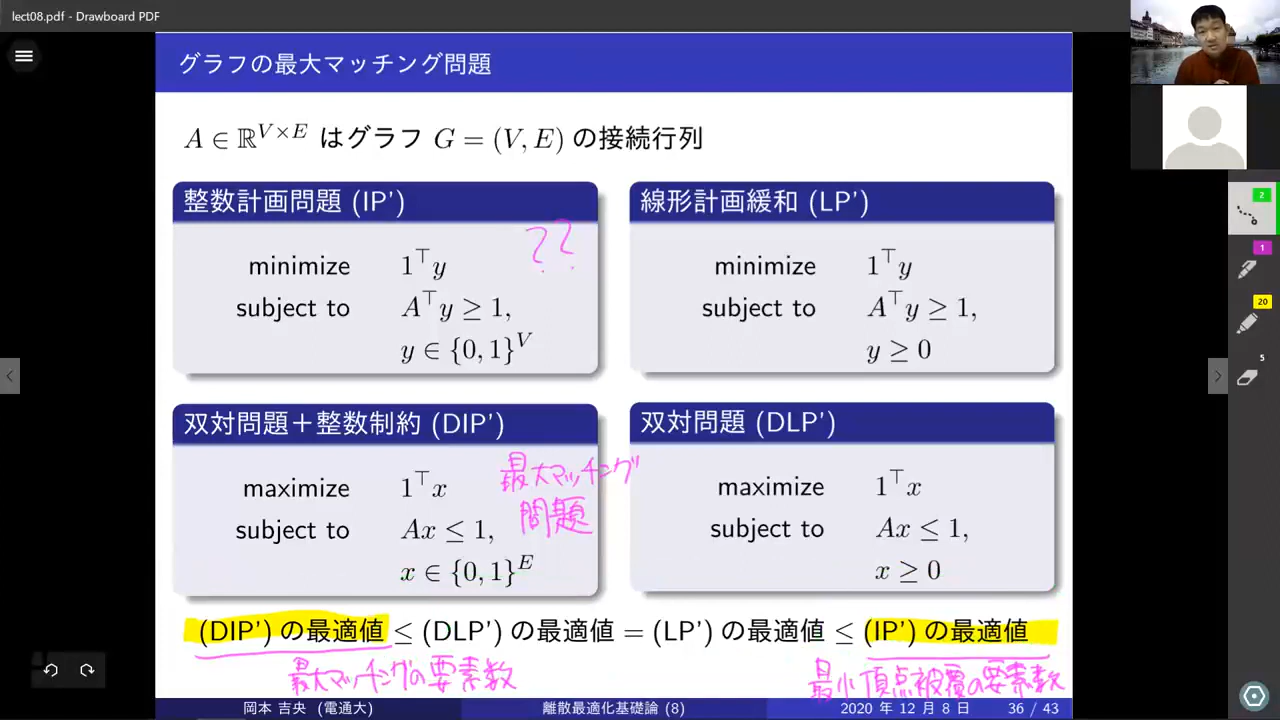 lect08.pdf - Drawboard PDF
グラフの最大マッチング問題
A ∈ ℝ^{V×E} はグラフ G = (V, E) の接続行列
整数計画問題 (IP')
??
minimize 1^⊤ y
subject to A^⊤ y ≥ 1,
y ∈ {0, 1}^V
線形計画緩和 (LP')
minimize 1^⊤ y
subject to A^⊤ y ≥ 1,
y ≥ 0
双対問題＋整数制約 (DIP')
最大マッチング
問題
maximize 1^⊤ x
subject to Ax ≤ 1,
x ∈ {0, 1}^E
双対問題 (DLP')
maximize 1^⊤ x
subject to Ax ≤ 1,
x ≥ 0
(DIP') の最適値 ≤ (DLP') の最適値 = (LP') の最適値 ≤ (IP') の最適値
最大マッチングの要素数
最小頂点被覆の要素数
岡本 吉央 (電通大) 離散最適化基礎論 (8) 2020 年 12 月 8 日 36 / 43
2
1
20
5